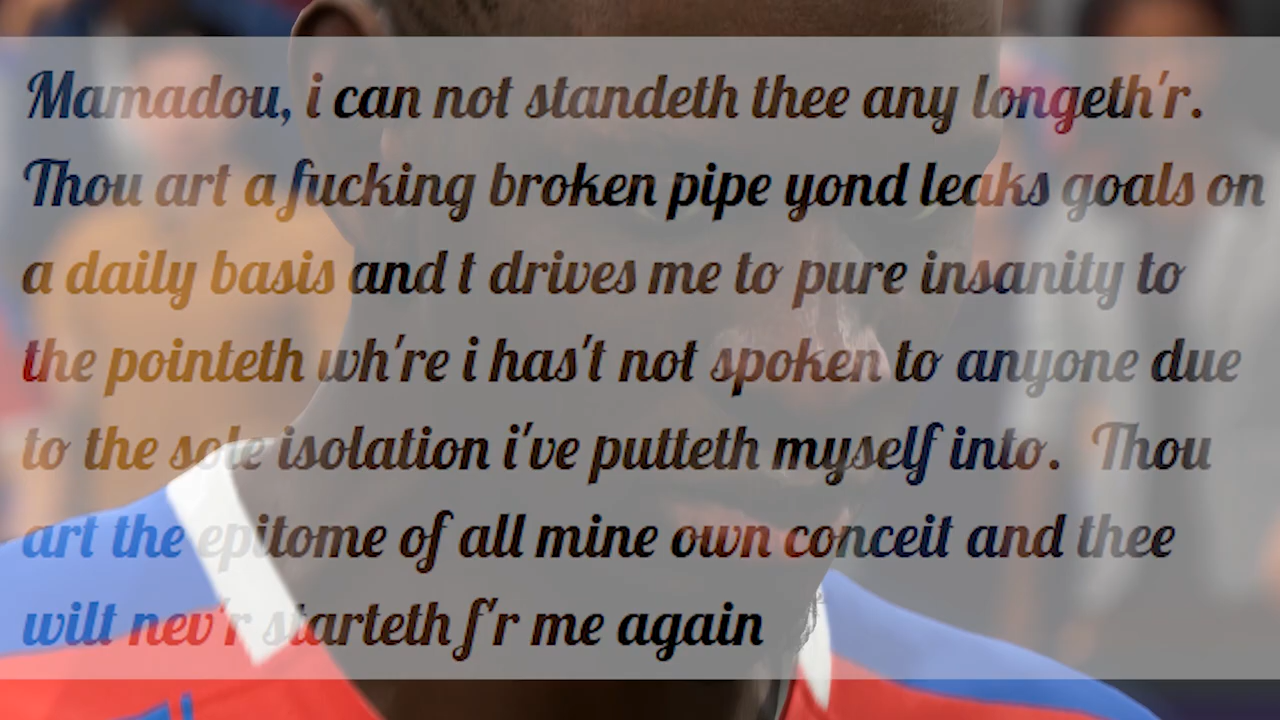 Mamadou, i can not standeth thee any longeth'r.
Thou art a fucking broken pipe yond leaks goals on
a daily basis and t drives me to pure insanity to
the pointeth wh're i has't not spoken to anyone due
to the sole isolation i've putteth myself into. Thou
art the epitome of all mine own conceit and thee
wilt nev'r starteth f'r me again